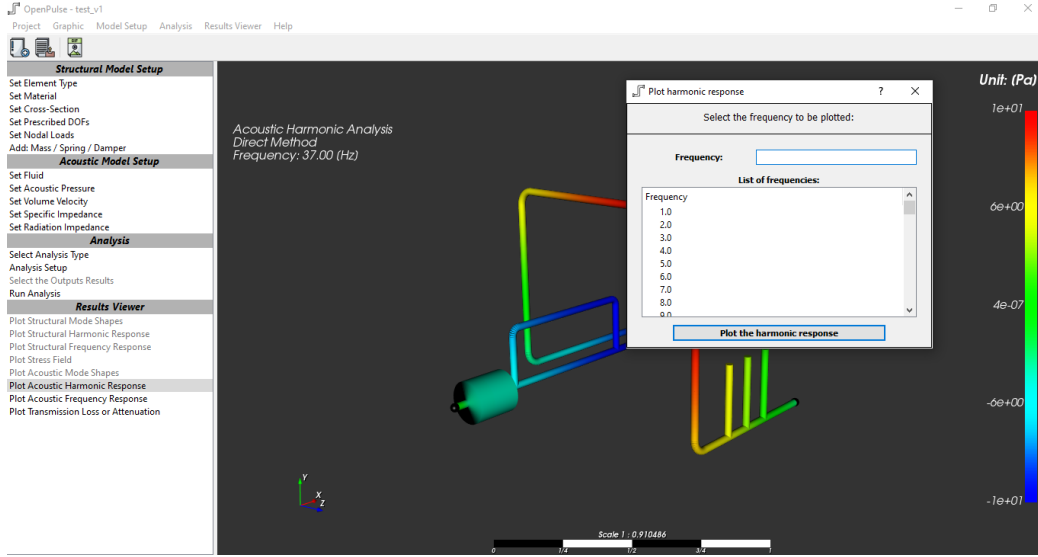 OpenPulse - test_v1
Project Graphic Model Setup Analysis Results Viewer Help
Structural Model Setup
Set Element Type
Set Material
Set Cross-Section
Set Prescribed DOFs
Set Nodal Loads
Add: Mass / Spring / Damper
Acoustic Model Setup
Set Fluid
Set Acoustic Pressure
Set Volume Velocity
Set Specific Impedance
Set Radiation Impedance
Analysis
Select Analysis Type
Analysis Setup
Select the Outputs Results
Run Analysis
Results Viewer
Plot Structural Mode Shapes
Plot Structural Harmonic Response
Plot Structural Frequency Response
Plot Stress Field
Plot Acoustic Mode Shapes
Plot Acoustic Harmonic Response
Plot Acoustic Frequency Response
Plot Transmission Loss or Attenuation
Acoustic Harmonic Analysis
Direct Method
Frequency: 37.00 (Hz)
Plot harmonic response ?
Select the frequency to be plotted:
Frequency:
List of frequencies:
Frequency
1.0
2.0
3.0
4.0
5.0
6.0
7.0
8.0
9.0
Plot the harmonic response
Unit: (Pa)
1e+01
6e+00
4e-07
-6e+00
-1e+01
Y
X
Z
Scale 1 : 0.910486
0 1/4 1/2 3/4 1